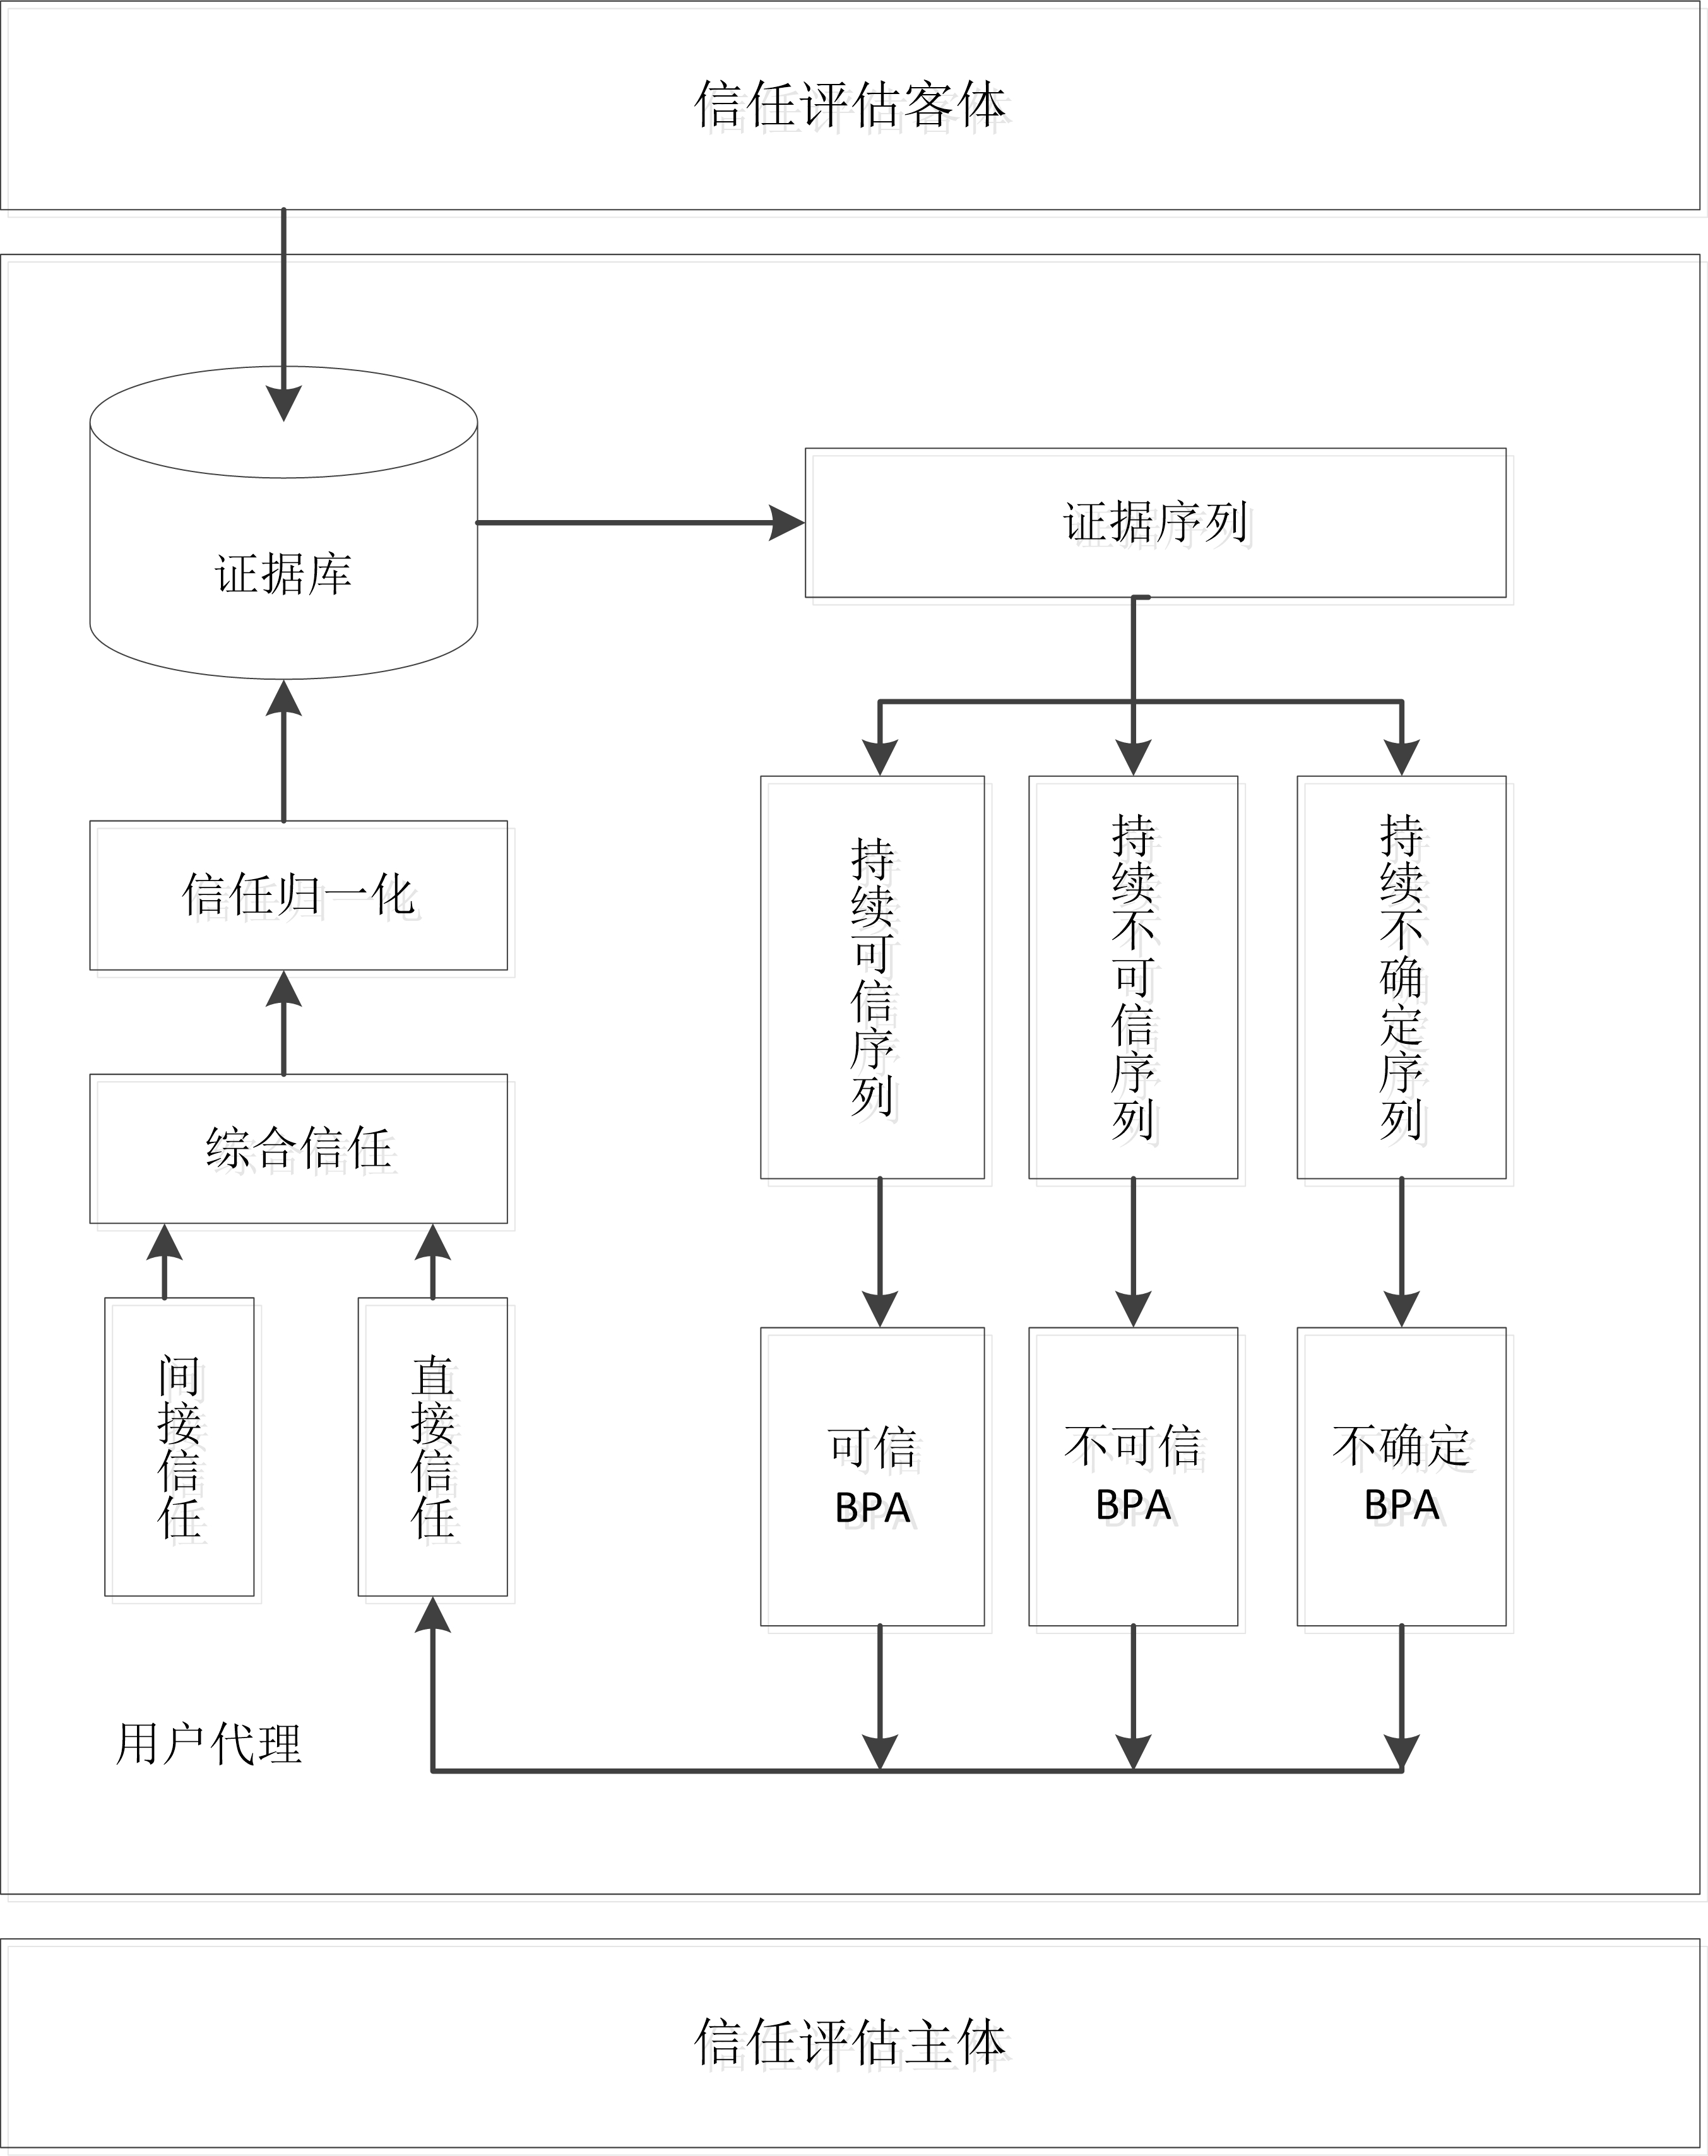 信任评估客体
证据库
证据序列
信任归一化
综合信任
间接信任
直接信任
持续可信序列
持续不可信序列
持续不确定序列
可信
BPA
不可信
BPA
不确定
BPA
用户代理
信任评估主体